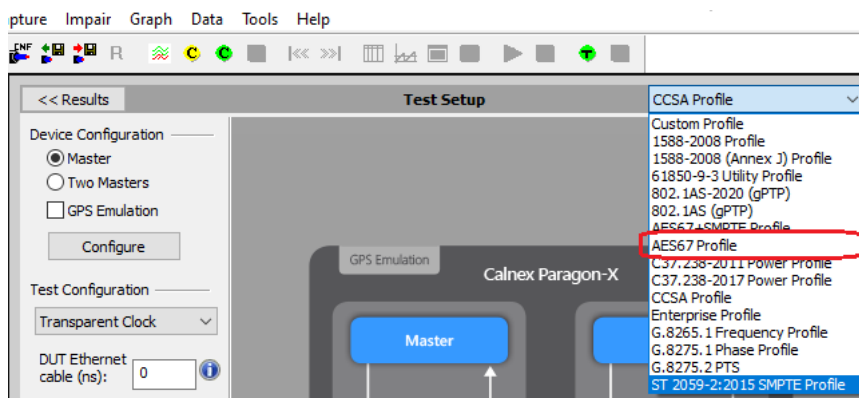 pture Impair Graph Data Tools Help
CNF R C C T
<< Results Test Setup CCSA Profile
Device Configuration
Master
Two Masters
GPS Emulation
Configure
Test Configuration
Transparent Clock
DUT Ethernet
cable (ns): 0
GPS Emulation
Calnex Paragon-X
Master
Custom Profile
1588-2008 Profile
1588-2008 (Annex J) Profile
61850-9-3 Utility Profile
802.1AS-2020 (gPTP)
802.1AS (gPTP)
AES67+SMPTE Profile
AES67 Profile
C37.238-2011 Power Profile
C37.238-2017 Power Profile
CCSA Profile
Enterprise Profile
G.8265.1 Frequency Profile
G.8275.1 Phase Profile
G.8275.2 PTS
ST 2059-2:2015 SMPTE Profile